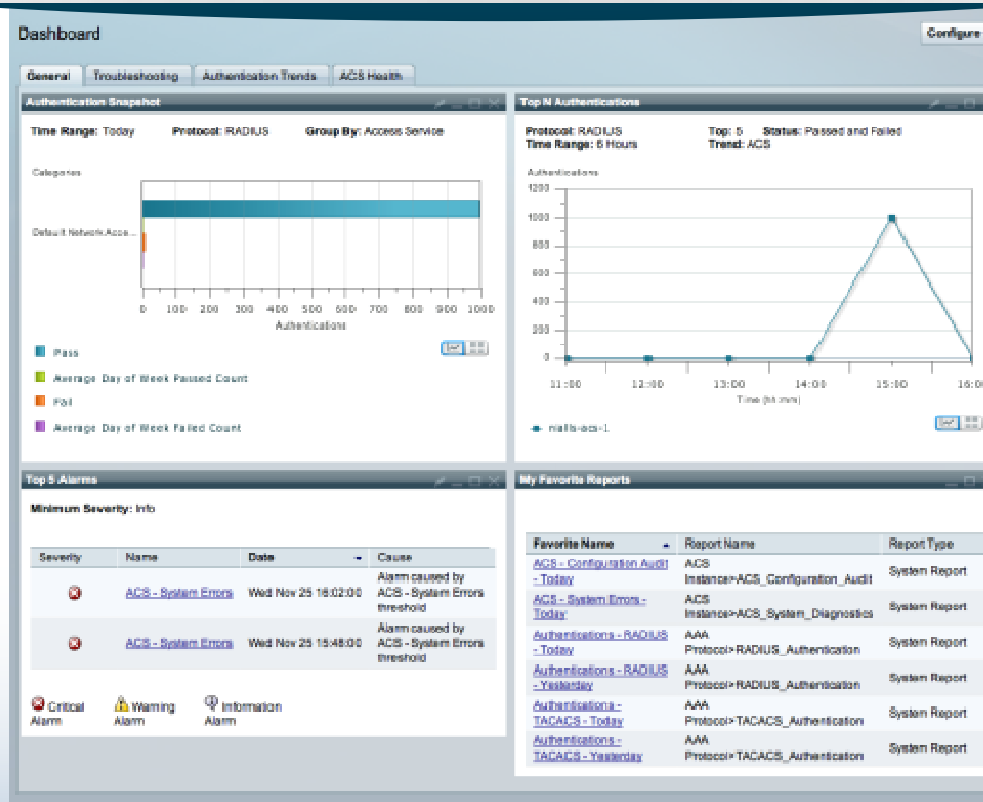 Dashboard
Configure
General Troubleshooting Authentication Trends ACS Health
Authentication Snapshot
Time Range: Today Protocol: RADIUS Group By: Access Service
Categories
Default Network Acce...
0 100 200 300 400 500 600 700 800 900 1000
Authentications
Pass
Average Day of Week Passed Count
Fail
Average Day of Week Failed Count
Top N Authentications
Protocol: RADIUS Top: 5 Status: Passed and Failed
Time Range: 6 Hours Trend: ACS
Authentications
1200
1000
800
600
400
200
0
11:00 12:00 13:00 14:00 15:00 16:00
Time (hh:mm)
Top 5 Alarms
Minimum Severity: Info
Severity Name Date Cause
ACS - System Errors Wed Nov 25 16:02:00 Alarm caused by
ACS - System Errors
threshold
ACS - System Errors Wed Nov 25 15:48:00 Alarm caused by
ACS - System Errors
threshold
Critical Alarm
Warning Alarm
Information Alarm
My Favorite Reports
Favorite Name Report Name Report Type
ACS - Configuration Audit ACS System Report
- Today Instance>ACS_Configuration_Audit
ACS - System Errors - ACS System Report
Today Instance>ACS_System_Diagnostics
Authentications - RADIUS AAA System Report
- Today Protocol>RADIUS_Authentication
Authentications - RADIUS AAA System Report
- Yesterday Protocol>RADIUS_Authentication
Authentications - AAA System Report
TACACS - Today Protocol>TACACS_Authentication
Authentications - AAA System Report
TACACS - Yesterday Protocol>TACACS_Authentication